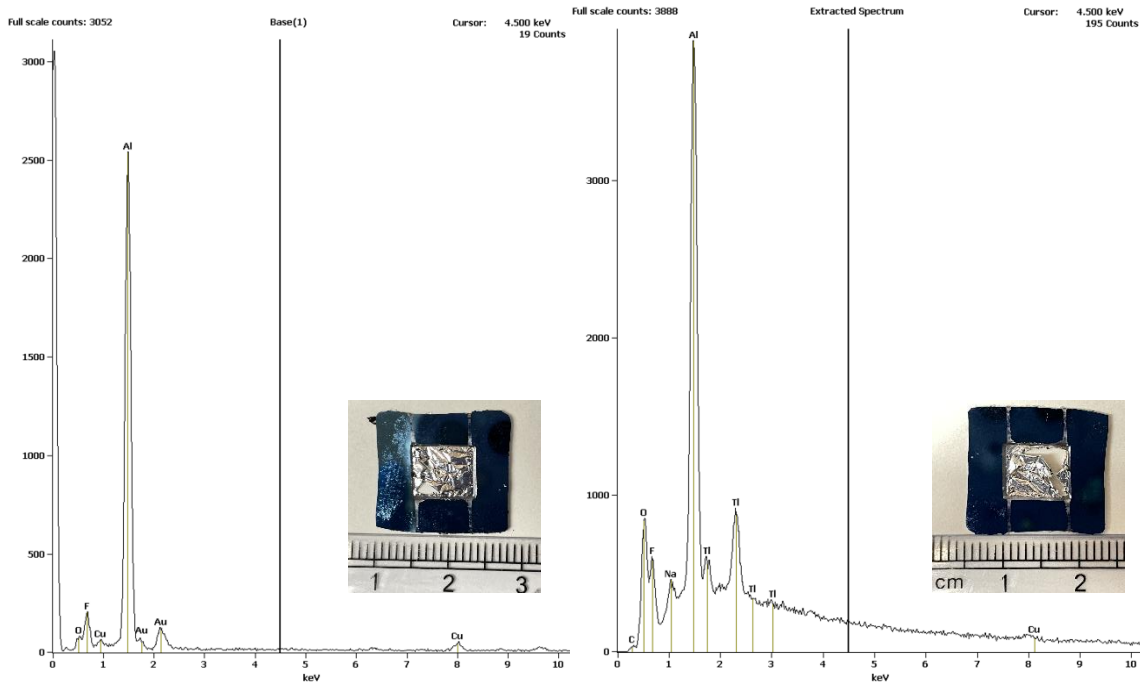 Full scale counts: 3052
Base(1)
Cursor: 4.500 keV
19 Counts
3000
2500
2000
1500
1000
500
0
Al
F
O
Cu
Au
Au
Cu
0 1 2 3 4 5 6 7 8 9 10
keV
1 2 3
Full scale counts: 3888
Extracted Spectrum
Cursor: 4.500 keV
195 Counts
3000
2000
1000
0
Al
O
F
Na
Tl
Tl
Tl
Tl
C
Cu
0 1 2 3 4 5 6 7 8 9 10
keV
cm 1 2